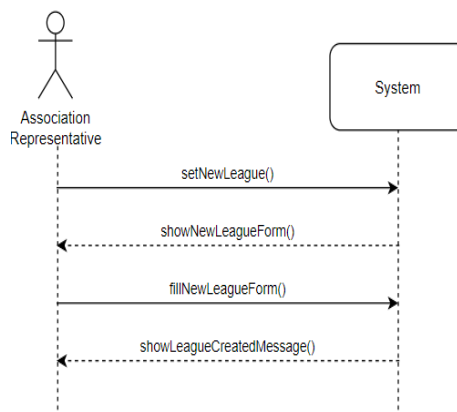 Association
Representative
System
setNewLeague()
showNewLeagueForm()
fillNewLeagueForm()
showLeagueCreatedMessage()